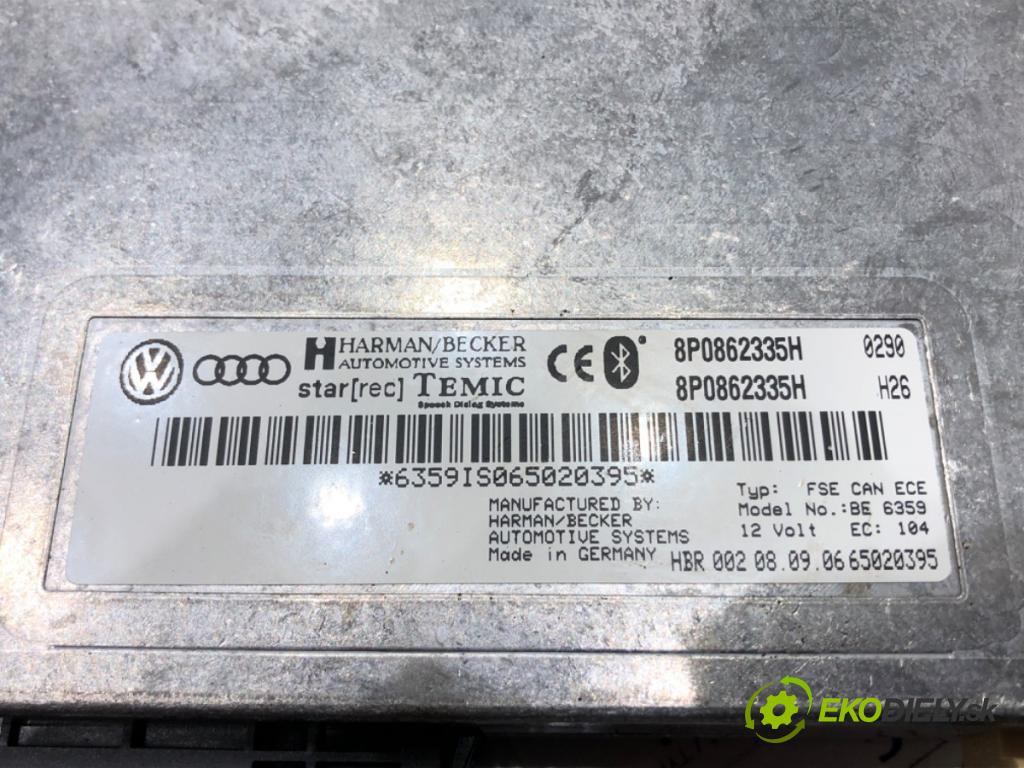 HARMAN/BECKER
AUTOMOTIVE SYSTEMS
star[rec] TEMIC
Speech Dialog Systems
CE
8P0862335H 0290
8P0862335H H26
*6359IS065020395*
MANUFACTURED BY:
HARMAN/BECKER
AUTOMOTIVE SYSTEMS
Made in GERMANY
Typ: FSE CAN ECE
Model No.:BE 6359
12 Volt EC: 104
HBR 002 08.09.06 65020395
EKODIELY.sk